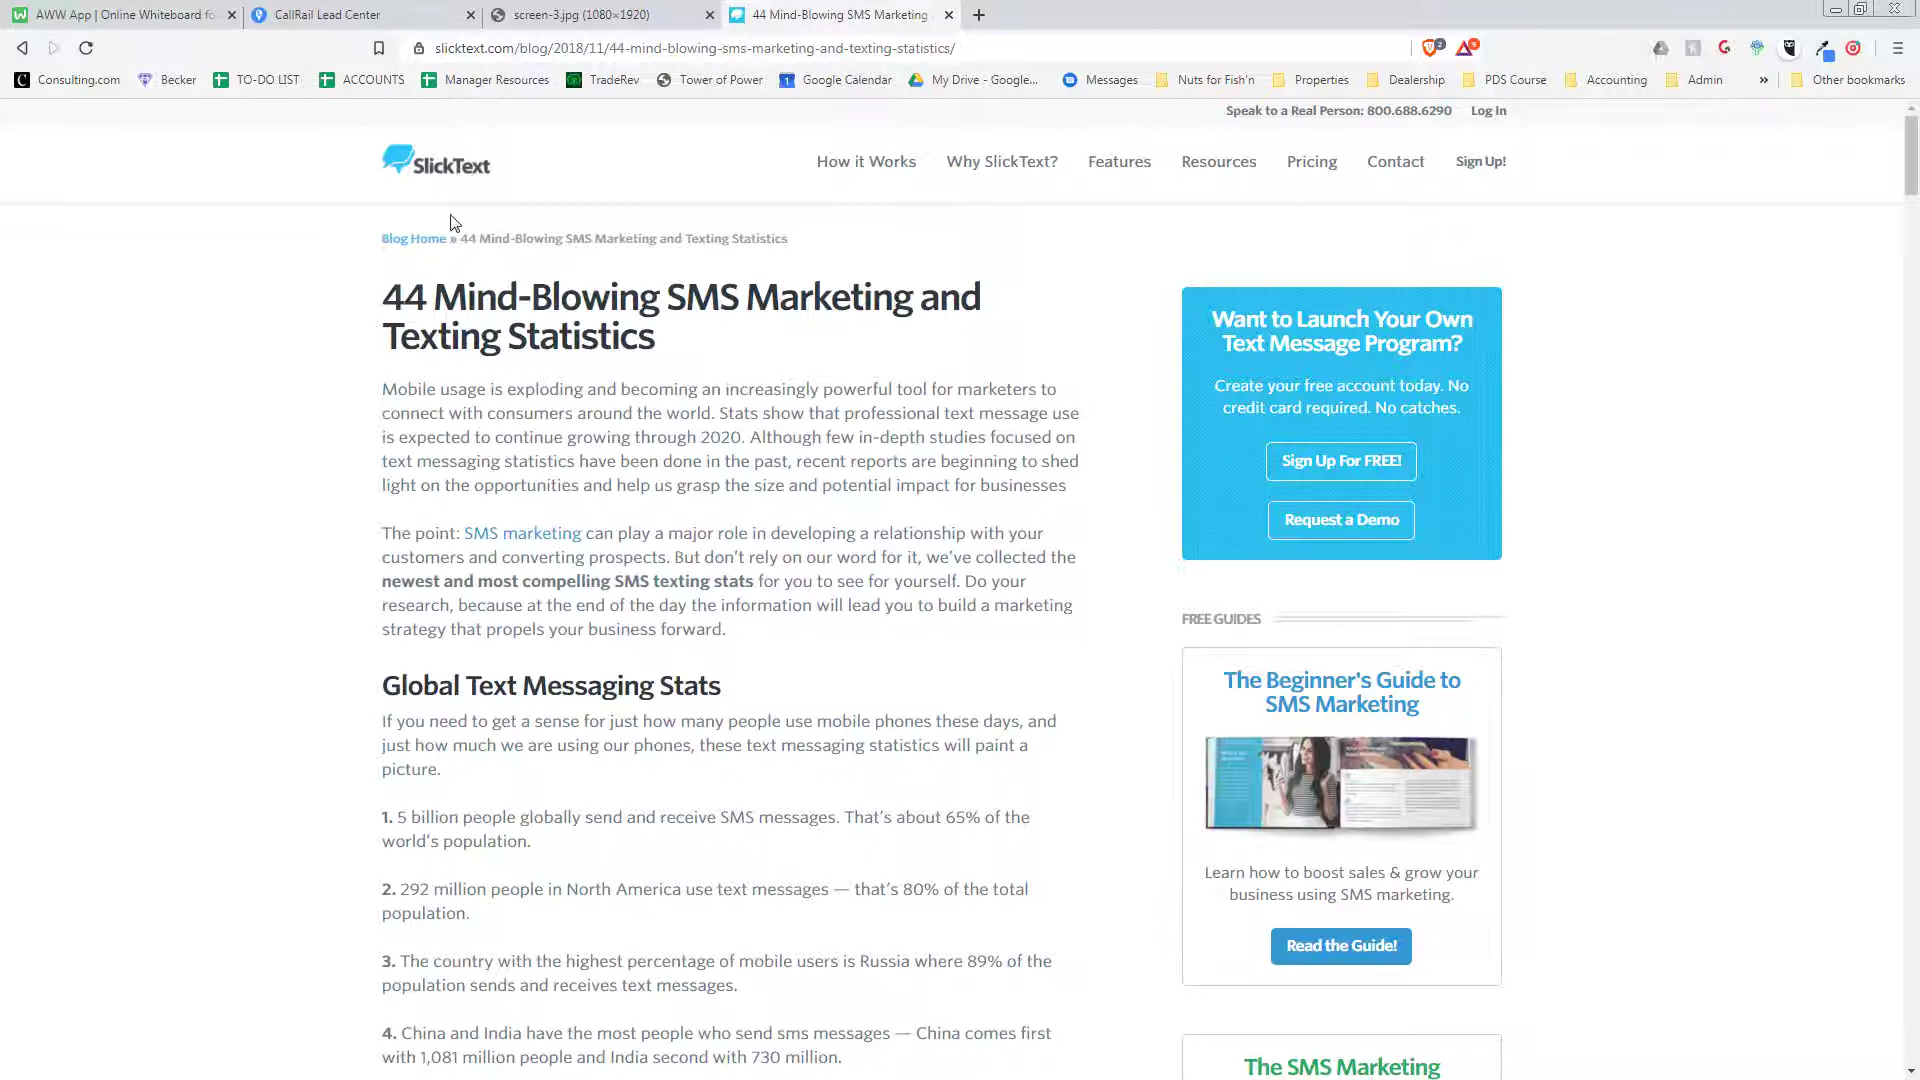 AWW App | Online Whiteboard fo
CallRail Lead Center
screen-3.jpg (1080×1920)
44 Mind-Blowing SMS Marketing
slicktext.com/blog/2018/11/44-mind-blowing-sms-marketing-and-texting-statistics/
Consulting.com
Becker
TO-DO LIST
ACCOUNTS
Manager Resources
TradeRev
Tower of Power
Google Calendar
My Drive - Google...
Messages
Nuts for Fish'n
Properties
Dealership
PDS Course
Accounting
Admin
»
Other bookmarks
Speak to a Real Person: 800.688.6290
Log In
SlickText
How it Works
Why SlickText?
Features
Resources
Pricing
Contact
Sign Up!
Blog Home » 44 Mind-Blowing SMS Marketing and Texting Statistics
44 Mind-Blowing SMS Marketing and
Texting Statistics
Mobile usage is exploding and becoming an increasingly powerful tool for marketers to
connect with consumers around the world. Stats show that professional text message use
is expected to continue growing through 2020. Although few in-depth studies focused on
text messaging statistics have been done in the past, recent reports are beginning to shed
light on the opportunities and help us grasp the size and potential impact for businesses
The point: SMS marketing can play a major role in developing a relationship with your
customers and converting prospects. But don't rely on our word for it, we've collected the
newest and most compelling SMS texting stats for you to see for yourself. Do your
research, because at the end of the day the information will lead you to build a marketing
strategy that propels your business forward.
Global Text Messaging Stats
If you need to get a sense for just how many people use mobile phones these days, and
just how much we are using our phones, these text messaging statistics will paint a
picture.
1. 5 billion people globally send and receive SMS messages. That's about 65% of the
world's population.
2. 292 million people in North America use text messages — that's 80% of the total
population.
3. The country with the highest percentage of mobile users is Russia where 89% of the
population sends and receives text messages.
4. China and India have the most people who send sms messages — China comes first
with 1,081 million people and India second with 730 million.
Want to Launch Your Own
Text Message Program?
Create your free account today. No
credit card required. No catches.
Sign Up For FREE!
Request a Demo
FREE GUIDES
The Beginner's Guide to
SMS Marketing
Learn how to boost sales & grow your
business using SMS marketing.
Read the Guide!
The SMS Marketing